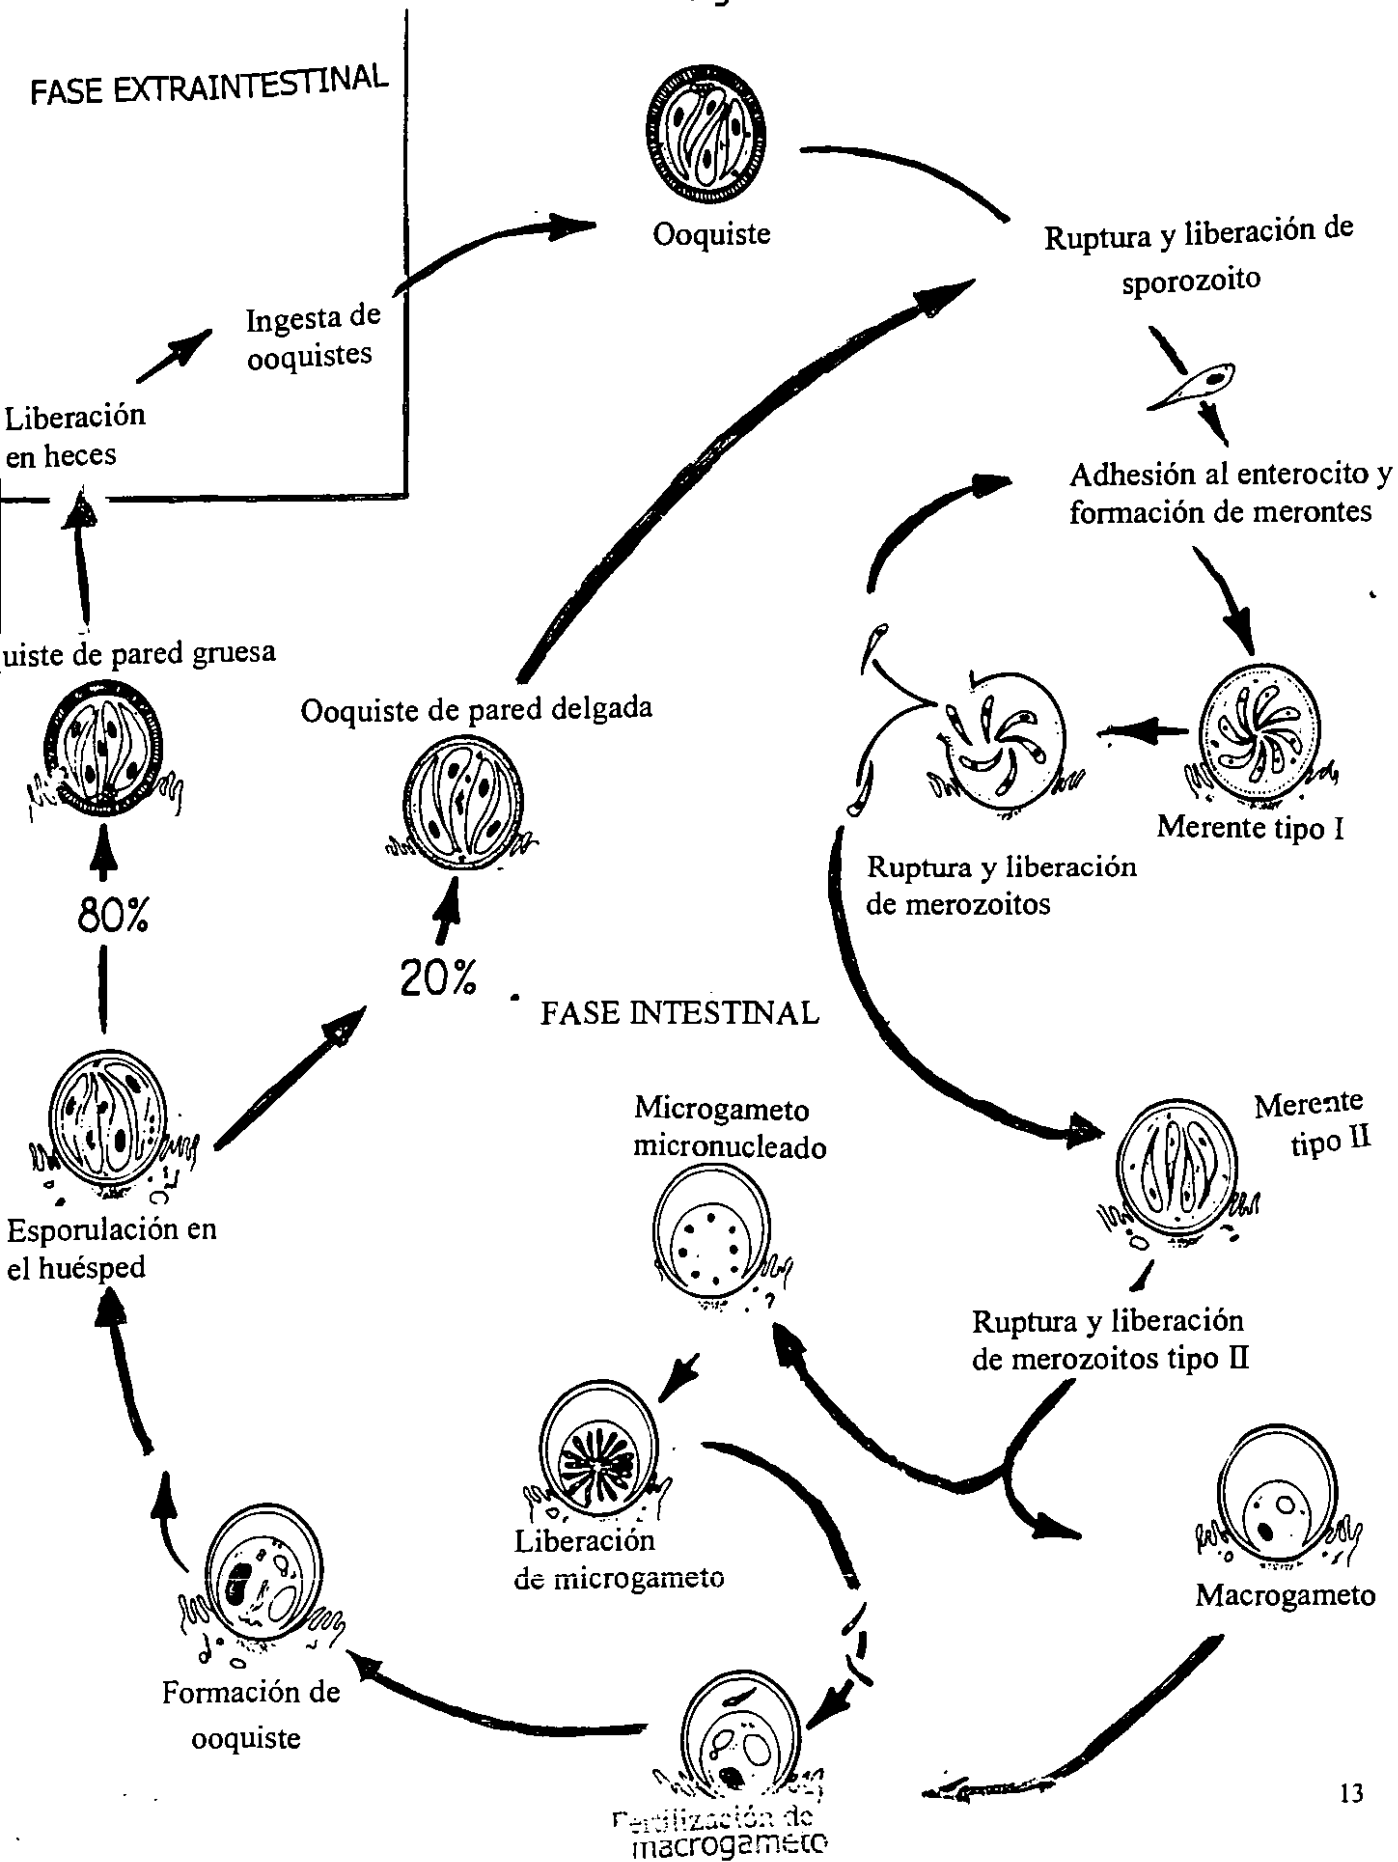 FASE EXTRAINTESTINAL
Ooquiste
Ruptura y liberación de
sporozoito
Ingesta de
ooquistes
Liberación
en heces
Adhesión al enterocito y
formación de merontes
uiste de pared gruesa
Ooquiste de pared delgada
Merente tipo I
Ruptura y liberación
de merozoitos
80%
20%
FASE INTESTINAL
Microgameto
micronucleado
Merente
tipo II
Esporulación en
el huésped
Ruptura y liberación
de merozoitos tipo II
Liberación
de microgameto
Macrogameto
Formación de
ooquiste
Fertilización de
macrogameto
13